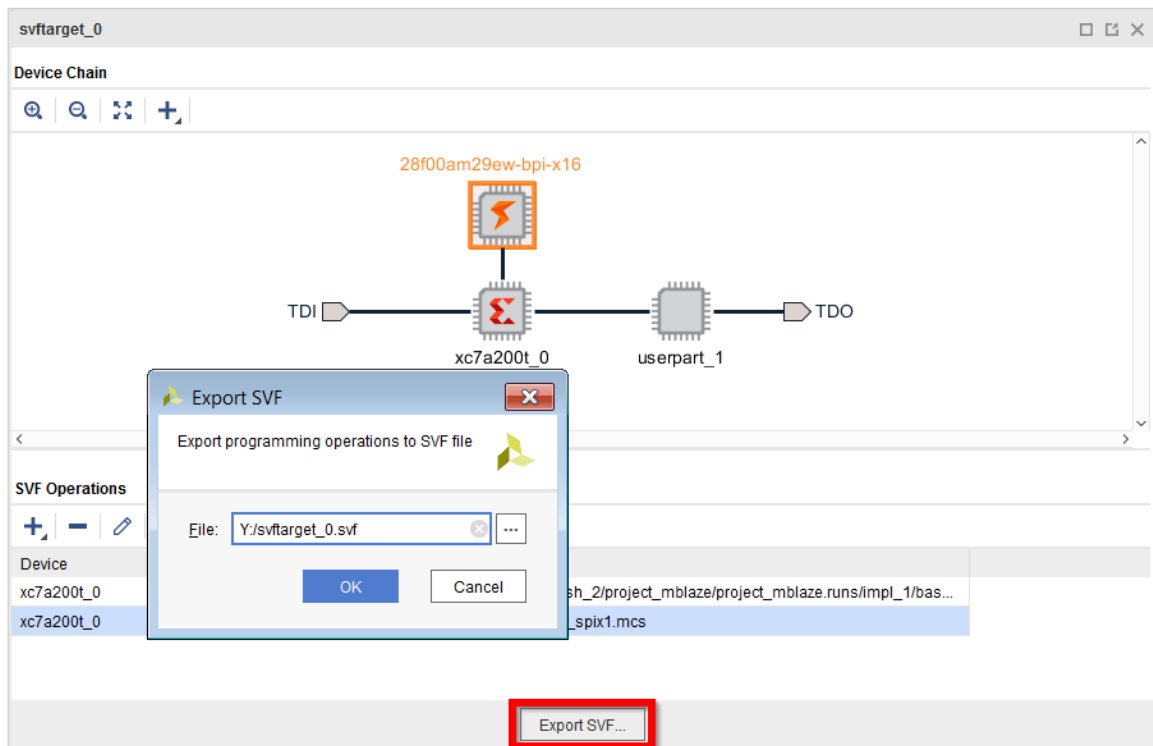 svftarget_0
Device Chain
28f00am29ew-bpi-x16
TDI
TDO
xc7a200t_0
userpart_1
Export SVF
Export programming operations to SVF file
File: Y:/svftarget_0.svf ...
OK Cancel
SVF Operations
Device
xc7a200t_0 sh_2/project_mblaze/project_mblaze.runs/impl_1/bas...
xc7a200t_0 _spix1.mcs
Export SVF...